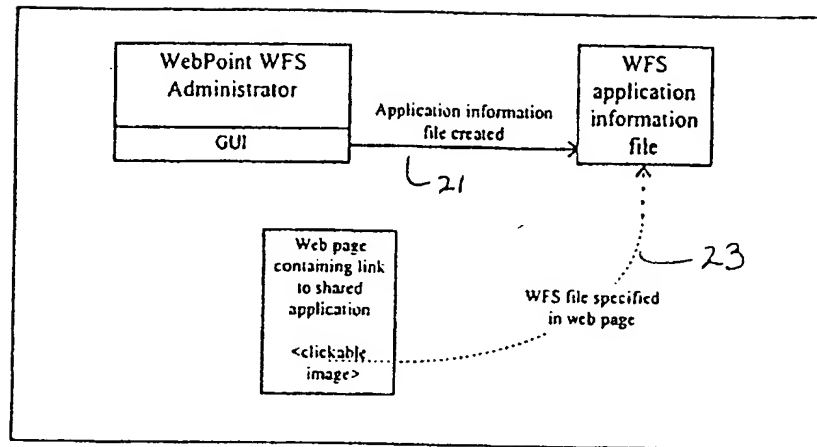 WebPoint WFS
Administrator
GUI
Application information
file created
21
WFS
application
information
file
Web page
containing link
to shared
application
<clickable
image>
23
WFS file specified
in web page